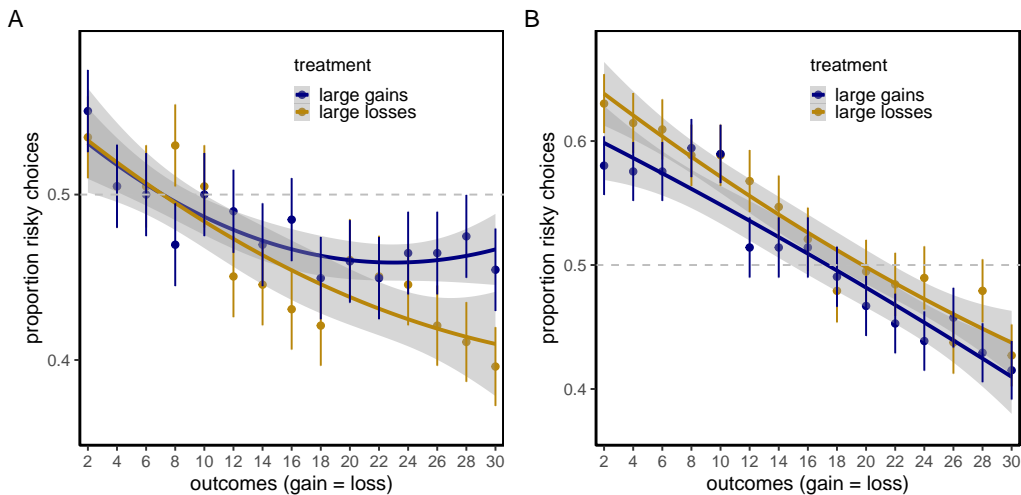 A
treatment
large gains
large losses
proportion risky choices
0.5
0.4
2 4 6 8 10 12 14 16 18 20 22 24 26 28 30
outcomes (gain = loss)
B
treatment
large gains
large losses
proportion risky choices
0.6
0.5
0.4
2 4 6 8 10 12 14 16 18 20 22 24 26 28 30
outcomes (gain = loss)